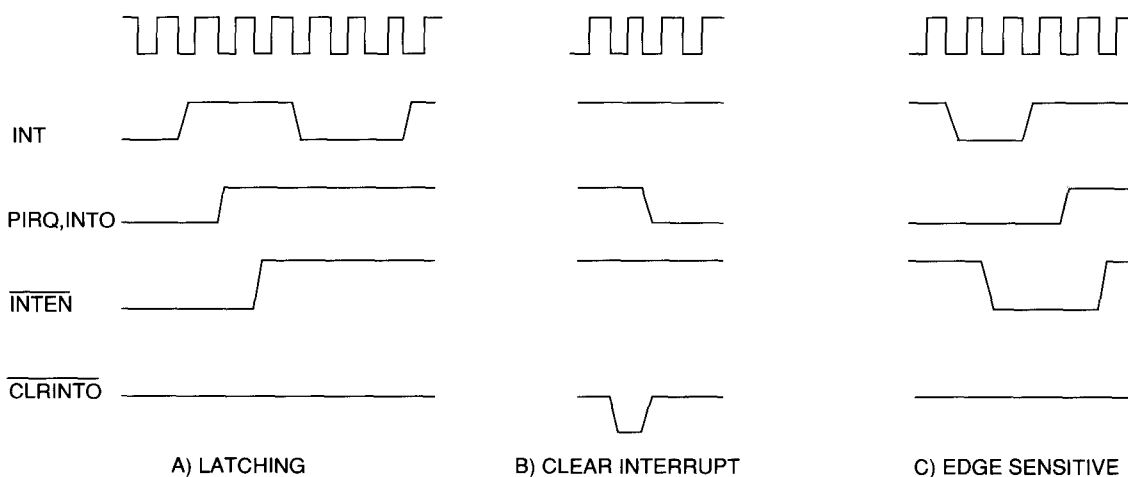 INT
PIRQ,INTO
INTEN
CLRINTO
A) LATCHING
B) CLEAR INTERRUPT
C) EDGE SENSITIVE